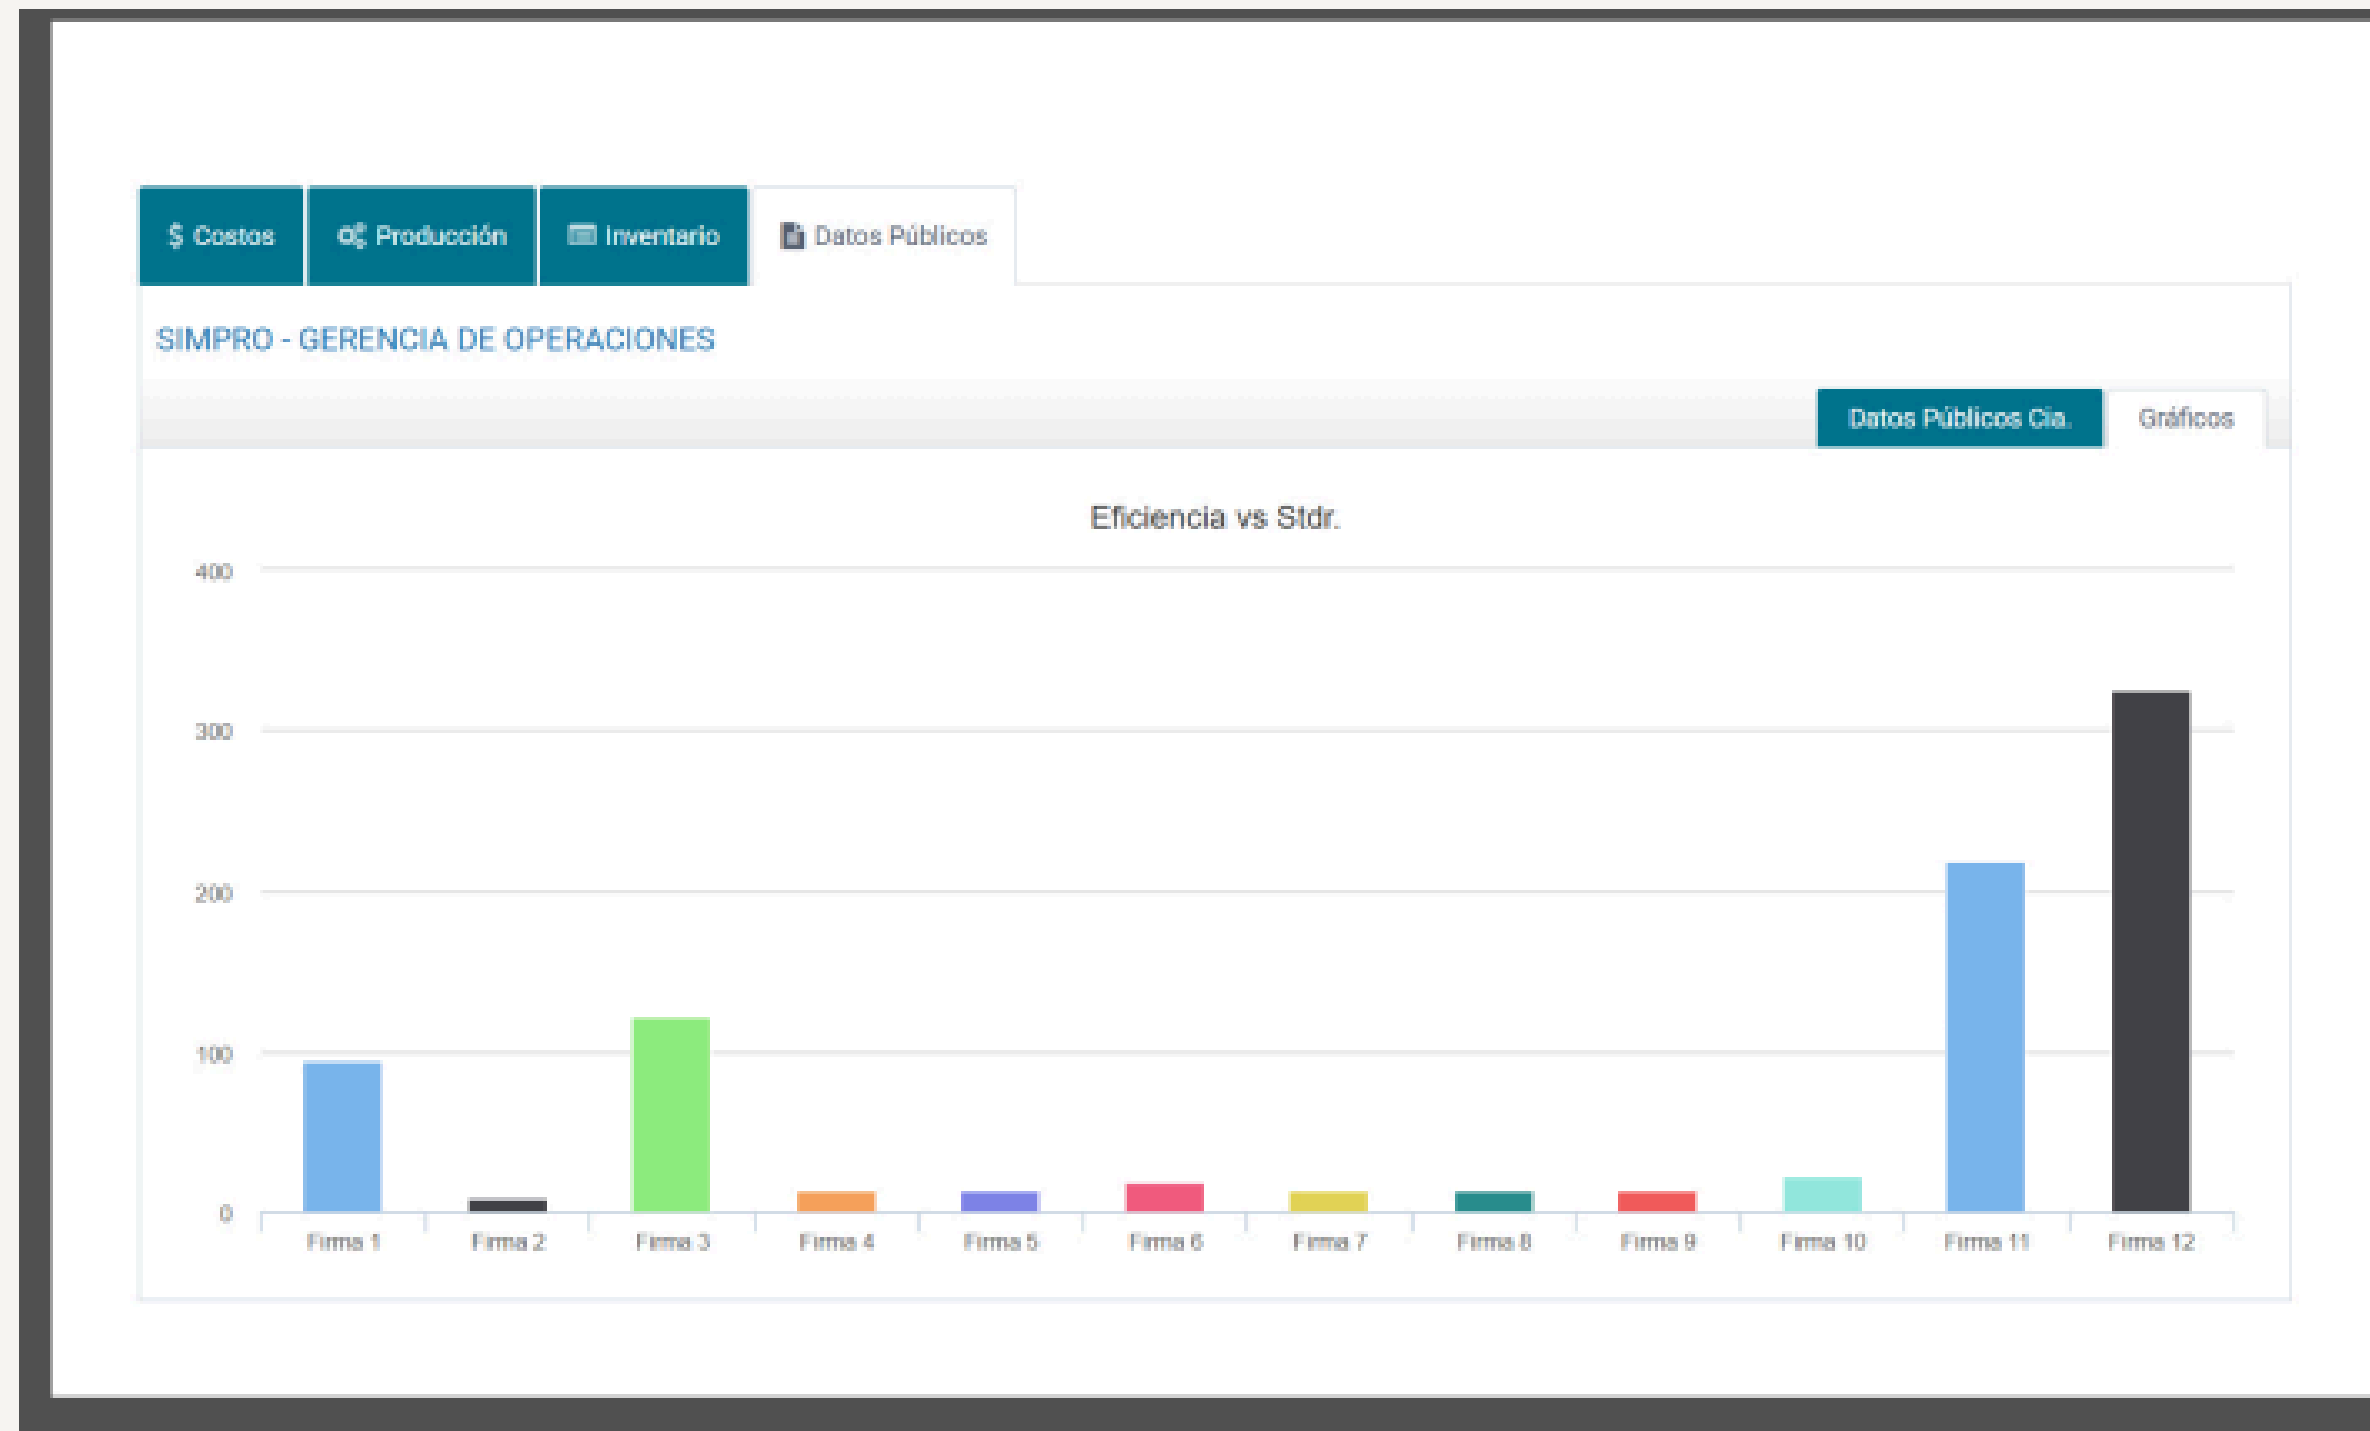 $ Costos
Producción
Inventario
Datos Públicos
SIMPRO - GERENCIA DE OPERACIONES
Datos Públicos Cia.
Gráficos
Eficiencia vs Stdr.
400
300
200
100
0
Firma 1
Firma 2
Firma 3
Firma 4
Firma 5
Firma 6
Firma 7
Firma 8
Firma 9
Firma 10
Firma 11
Firma 12